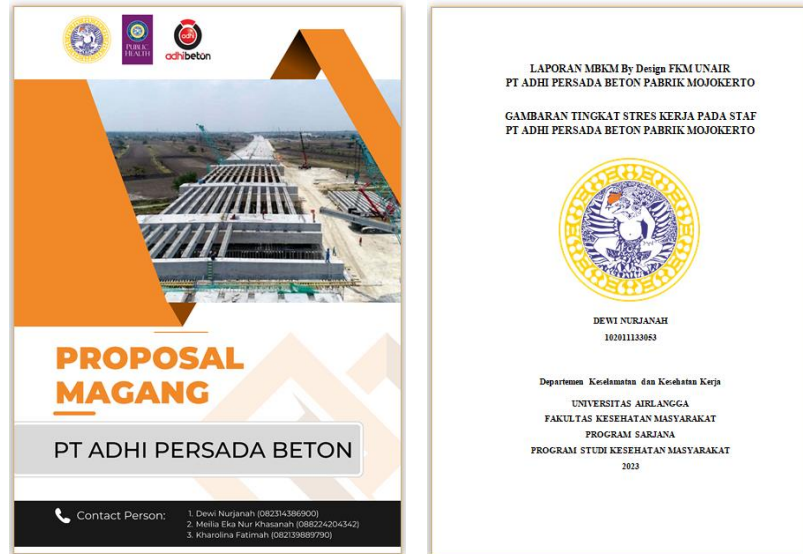 PUBLIC
HEALTH
adhi
adhibeton
PROPOSAL
MAGANG
PT ADHI PERSADA BETON
Contact Person:
1. Dewi Nurjanah (082314386900)
2. Meilia Eka Nur Khasanah (088224204342)
3. Kharolina Fatimah (082139889790)
LAPORAN MBKM By Design FKM UNAIR
PT ADHI PERSADA BETON PABRIK MOJOKERTO
GAMBARAN TINGKAT STRES KERJA PADA STAF
PT ADHI PERSADA BETON PABRIK MOJOKERTO
DEWI NURJANAH
102011133053
Departemen Keselamatan dan Kesehatan Kerja
UNIVERSITAS AIRLANGGA
FAKULTAS KESEHATAN MASYARAKAT
PROGRAM SARJANA
PROGRAM STUDI KESEHATAN MASYARAKAT
2023